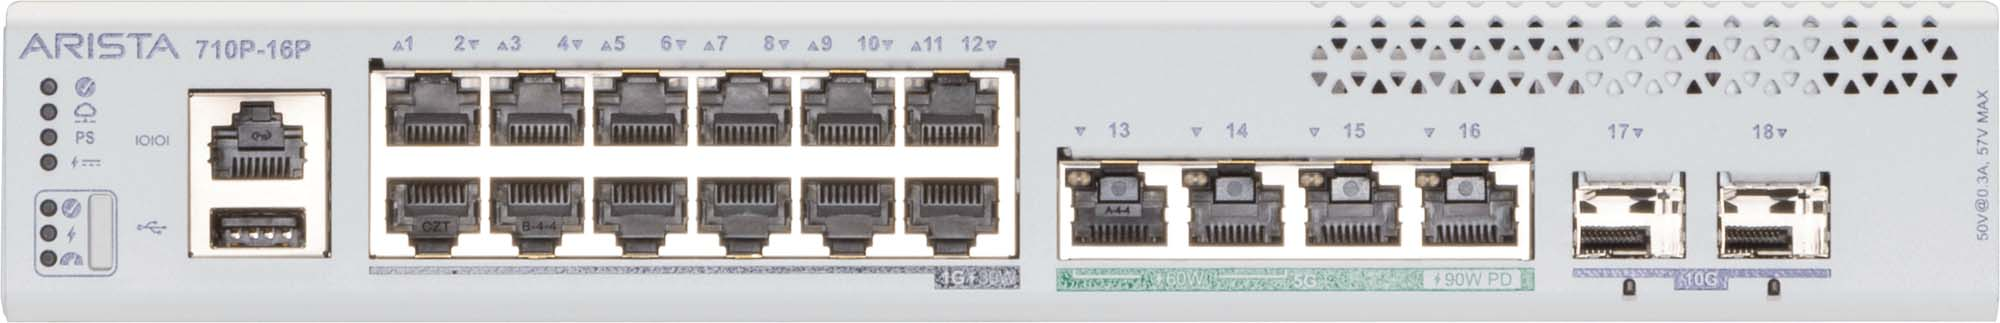 ARISTA 710P-16P
1 2 3 4 5 6 7 8 9 10 11 12
PS
IOIOI
CZT
B-4-4
1G 30W
13 14 15 16
A-4-4
60W 5G 90W PD
17 18
10G
50V@0.3A, 57V MAX